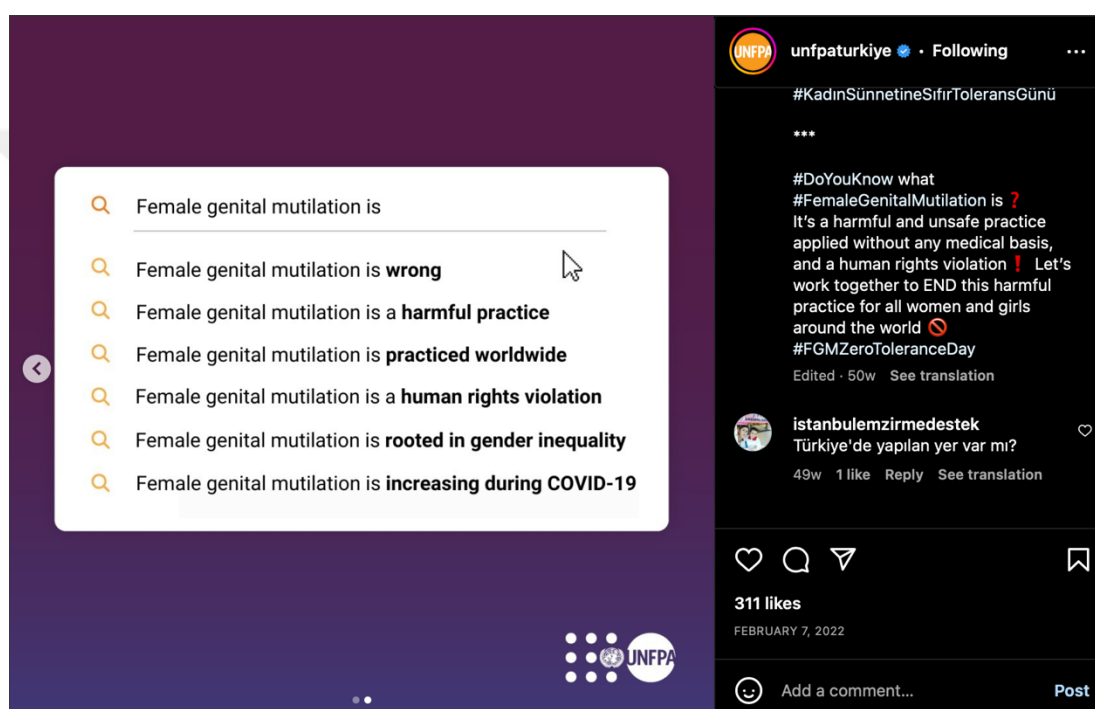 Female genital mutilation is
Female genital mutilation is wrong
Female genital mutilation is a harmful practice
Female genital mutilation is practiced worldwide
Female genital mutilation is a human rights violation
Female genital mutilation is rooted in gender inequality
Female genital mutilation is increasing during COVID-19
UNFPA
UNFPA
unfpaturkiye • Following
#KadınSünnetineSıfırToleransGünü
***
#DoYouKnow what
#FemaleGenitalMutilation is ❓
It's a harmful and unsafe practice
applied without any medical basis,
and a human rights violation ❗ Let's
work together to END this harmful
practice for all women and girls
around the world 🚫
#FGMZeroToleranceDay
Edited · 50w See translation
istanbulemzirmedestek
Türkiye'de yapılan yer var mı?
49w 1 like Reply See translation
311 likes
FEBRUARY 7, 2022
Add a comment... Post